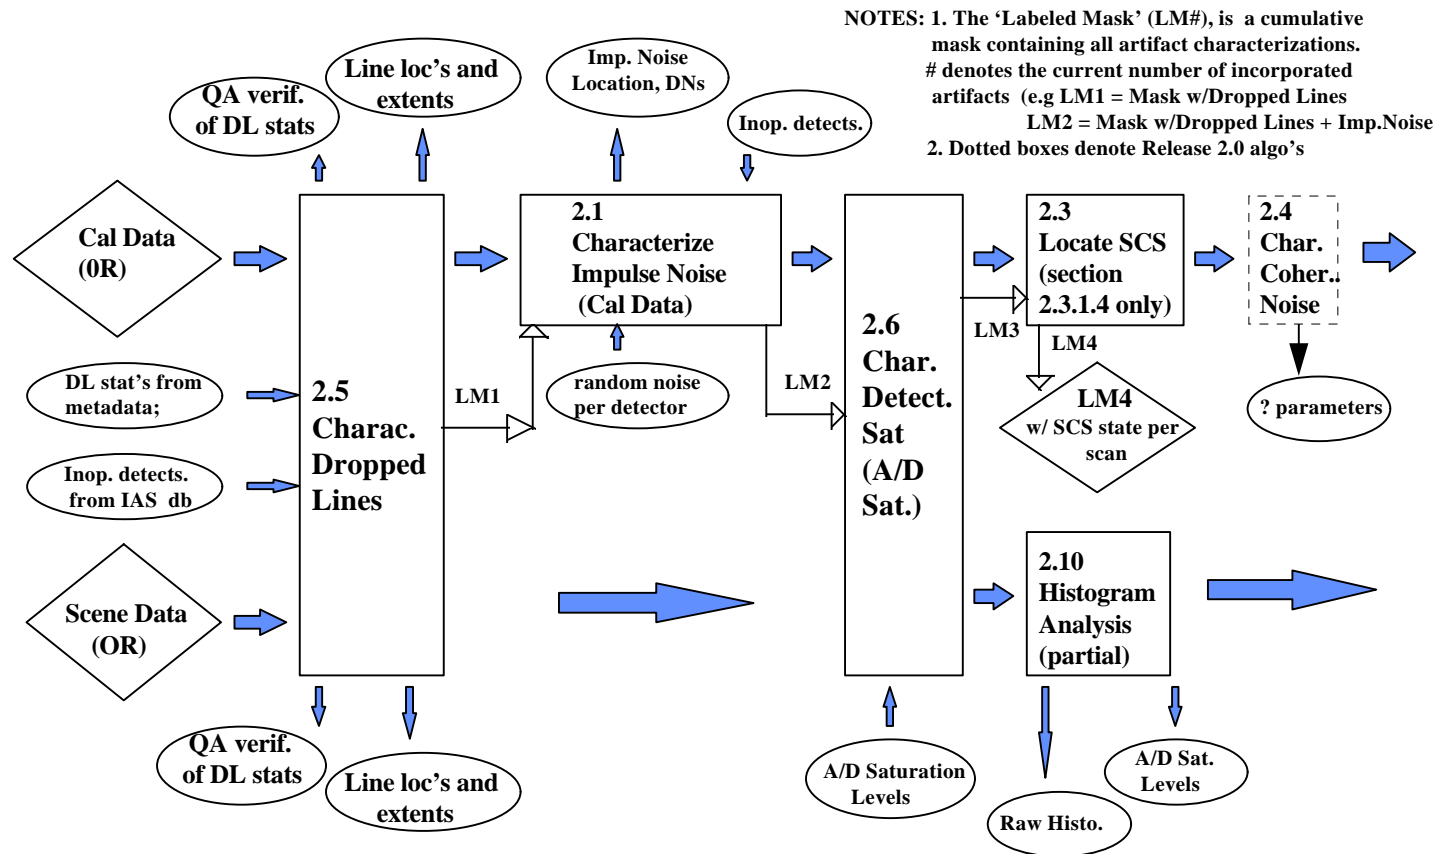 NOTES: 1. The ‘Labeled Mask’ (LM#), is  a cumulative
mask containing all artifact characterizations.
# denotes the current number of incorporated
artifacts  (e.g LM1 = Mask w/Dropped Lines
LM2 = Mask w/Dropped Lines + Imp.Noise
2. Dotted boxes denote Release 2.0 algo’s
QA verif.
of DL stats
Line loc’s and
extents
Imp. Noise
Location, DNs
Inop. detects.
Cal Data
(0R)
DL stat’s from
metadata;
Inop. detects.
from IAS  db
Scene Data
(OR)
2.5
Charac.
Dropped
Lines
LM1
2.1
Characterize
Impulse Noise
(Cal Data)
random noise
per detector
LM2
2.6
Char.
Detect.
Sat
(A/D
Sat.)
LM3
2.3
Locate SCS
(section
2.3.1.4 only)
LM4
LM4
w/ SCS state per
scan
2.4
Char.
Coher..
Noise
? parameters
2.10
Histogram
Analysis
(partial)
QA verif.
of DL stats
Line loc’s and
extents
A/D Saturation
Levels
Raw Histo.
A/D Sat.
Levels